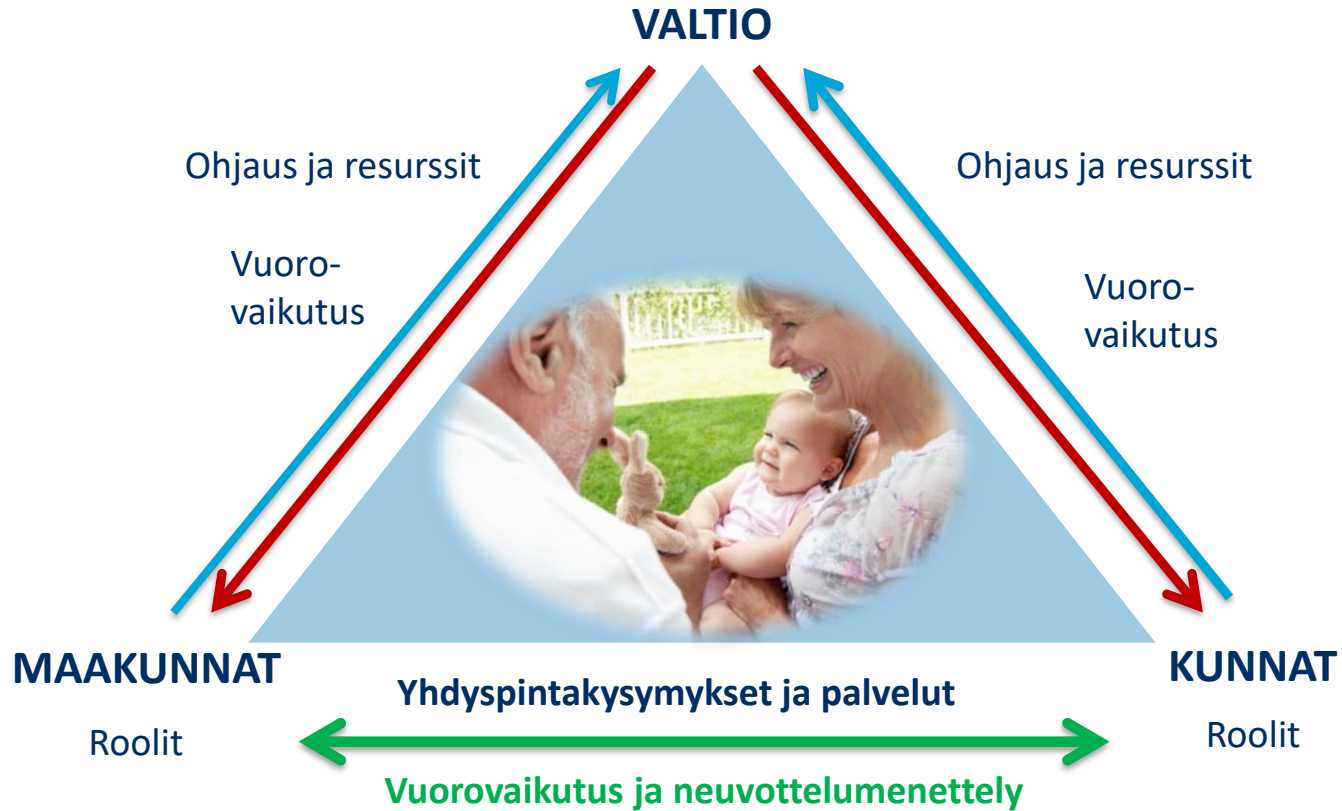 VALTIO
Ohjaus ja resurssit
Ohjaus ja resurssit
Vuoro-
vaikutus
Vuoro-
vaikutus
MAAKUNNAT
KUNNAT
Yhdyspintakysymykset ja palvelut
Roolit
Roolit
Vuorovaikutus ja neuvottelumenettely